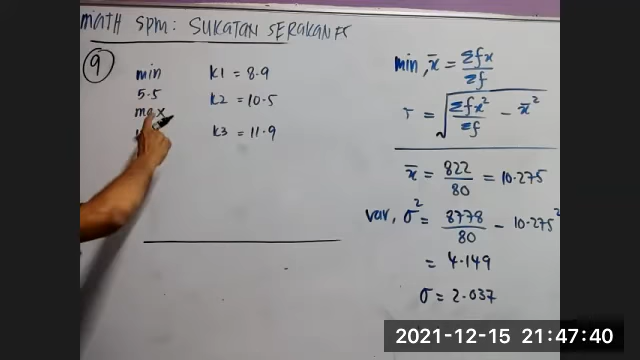 math spm: SUKATAN SERAKAN F5
9
min K1 = 8.9
5.5 K2 = 10.5
max
K3 = 11.9
min, x̄ = Σfx / Σf
σ = √(Σfx² / Σf − x̄²)
x̄ = 822 / 80 = 10.275
var, σ² = 8778 / 80 − 10.275²
= 4.149
σ = 2.037
2021-12-15 21:47:40